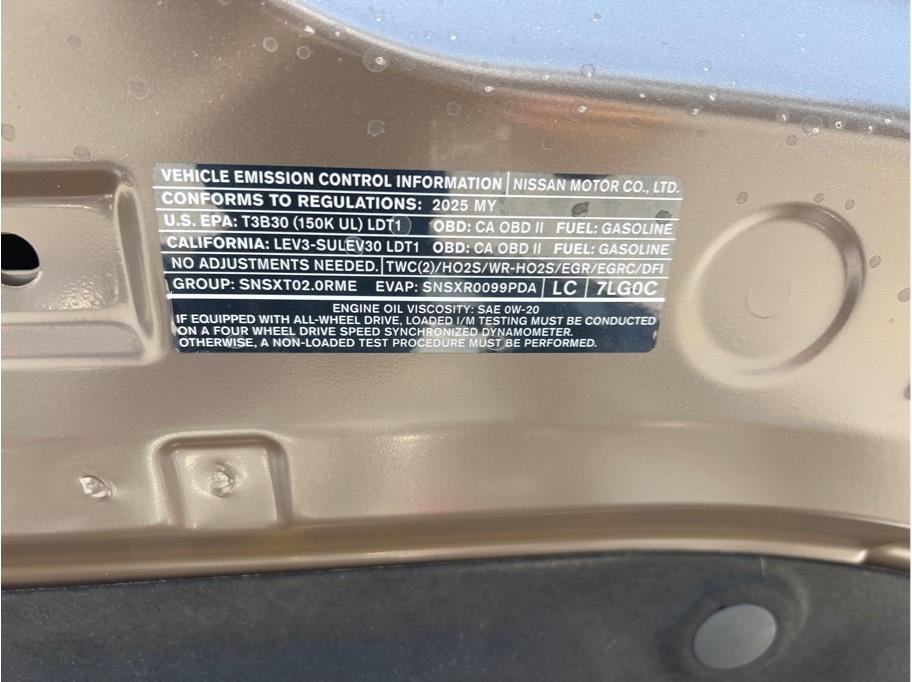 VEHICLE EMISSION CONTROL INFORMATION | NISSAN MOTOR CO., LTD.
CONFORMS TO REGULATIONS: 2025 MY
U.S. EPA: T3B30 (150K UL) LDT1 OBD: CA OBD II FUEL: GASOLINE
CALIFORNIA: LEV3-SULEV30 LDT1 OBD: CA OBD II FUEL: GASOLINE
NO ADJUSTMENTS NEEDED. | TWC(2)/HO2S/WR-HO2S/EGR/EGRC/DFI
GROUP: SNSXT02.0RME EVAP: SNSXR0099PDA | LC | 7LG0C
ENGINE OIL VISCOSITY: SAE 0W-20
IF EQUIPPED WITH ALL-WHEEL DRIVE, LOADED I/M TESTING MUST BE CONDUCTED
ON A FOUR WHEEL DRIVE SPEED SYNCHRONIZED DYNAMOMETER.
OTHERWISE, A NON-LOADED TEST PROCEDURE MUST BE PERFORMED.